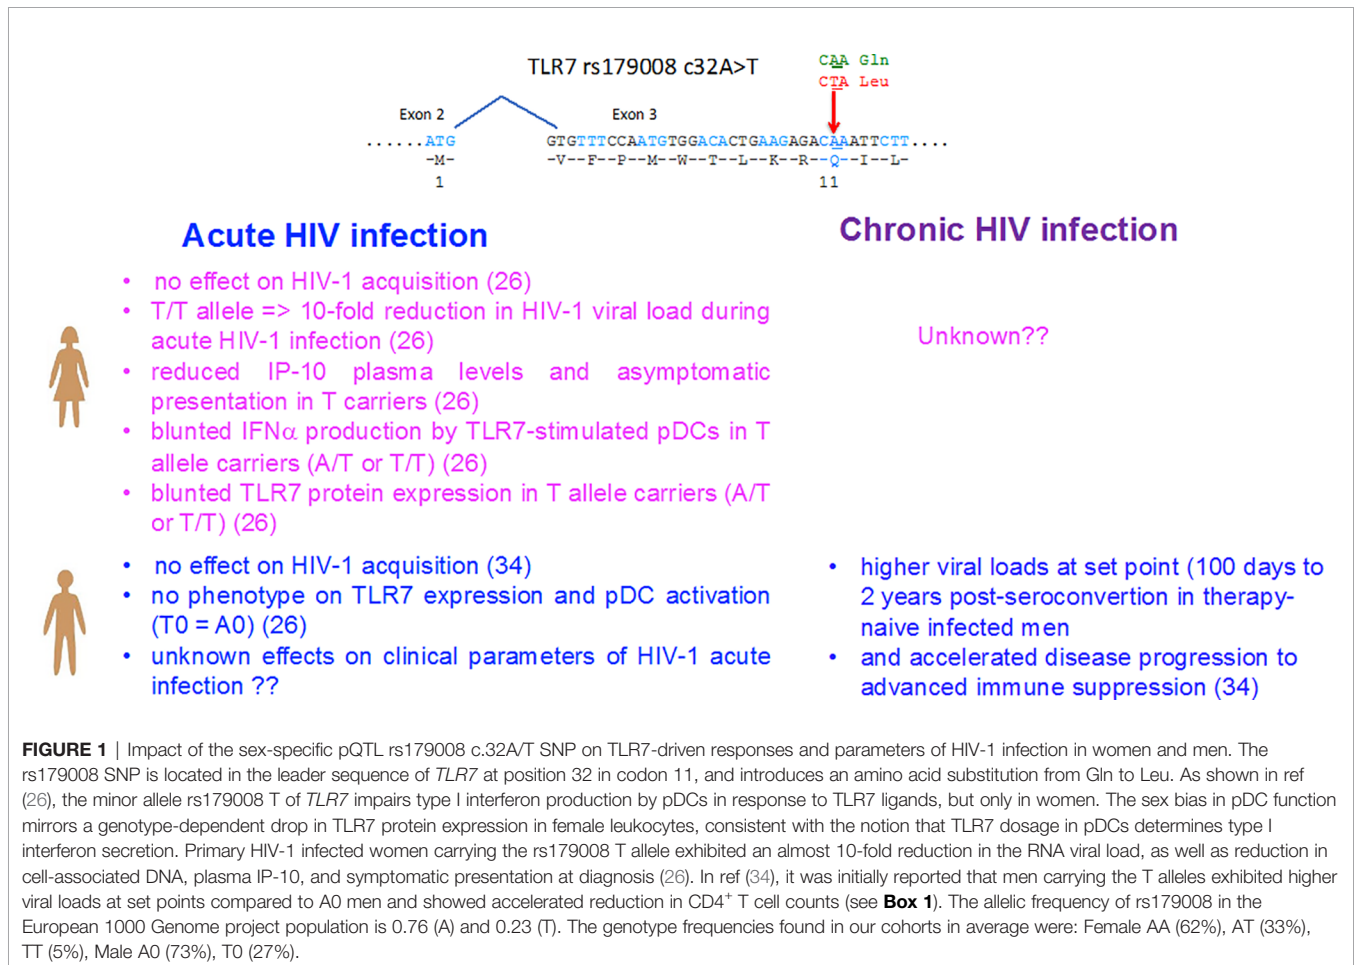 TLR7 rs179008 c32A>T
CAA Gln
CTA Leu
Exon 2
Exon 3
......ATG
GTGTTTCCAATGTGGACACTGAAGAGACAAATTCTT....
-M-
-V--F--P--M--W--T--L--K--R--Q--I--L-
1
11
Acute HIV infection
Chronic HIV infection
• no effect on HIV-1 acquisition (26)
• T/T allele => 10-fold reduction in HIV-1 viral load during
acute HIV-1 infection (26)
• reduced IP-10 plasma levels and asymptomatic
presentation in T carriers (26)
• blunted IFNα production by TLR7-stimulated pDCs in T
allele carriers (A/T or T/T) (26)
• blunted TLR7 protein expression in T allele carriers (A/T
or T/T) (26)
Unknown??
• no effect on HIV-1 acquisition (34)
• no phenotype on TLR7 expression and pDC activation
(T0 = A0) (26)
• unknown effects on clinical parameters of HIV-1 acute
infection ??
• higher viral loads at set point (100 days to
2 years post-seroconvertion in therapy-
naive infected men
• and accelerated disease progression to
advanced immune suppression (34)
FIGURE 1 | Impact of the sex-specific pQTL rs179008 c.32A/T SNP on TLR7-driven responses and parameters of HIV-1 infection in women and men. The
rs179008 SNP is located in the leader sequence of TLR7 at position 32 in codon 11, and introduces an amino acid substitution from Gln to Leu. As shown in ref
(26), the minor allele rs179008 T of TLR7 impairs type I interferon production by pDCs in response to TLR7 ligands, but only in women. The sex bias in pDC function
mirrors a genotype-dependent drop in TLR7 protein expression in female leukocytes, consistent with the notion that TLR7 dosage in pDCs determines type I
interferon secretion. Primary HIV-1 infected women carrying the rs179008 T allele exhibited an almost 10-fold reduction in the RNA viral load, as well as reduction in
cell-associated DNA, plasma IP-10, and symptomatic presentation at diagnosis (26). In ref (34), it was initially reported that men carrying the T alleles exhibited higher
viral loads at set points compared to A0 men and showed accelerated reduction in CD4⁺ T cell counts (see Box 1). The allelic frequency of rs179008 in the
European 1000 Genome project population is 0.76 (A) and 0.23 (T). The genotype frequencies found in our cohorts in average were: Female AA (62%), AT (33%),
TT (5%), Male A0 (73%), T0 (27%).